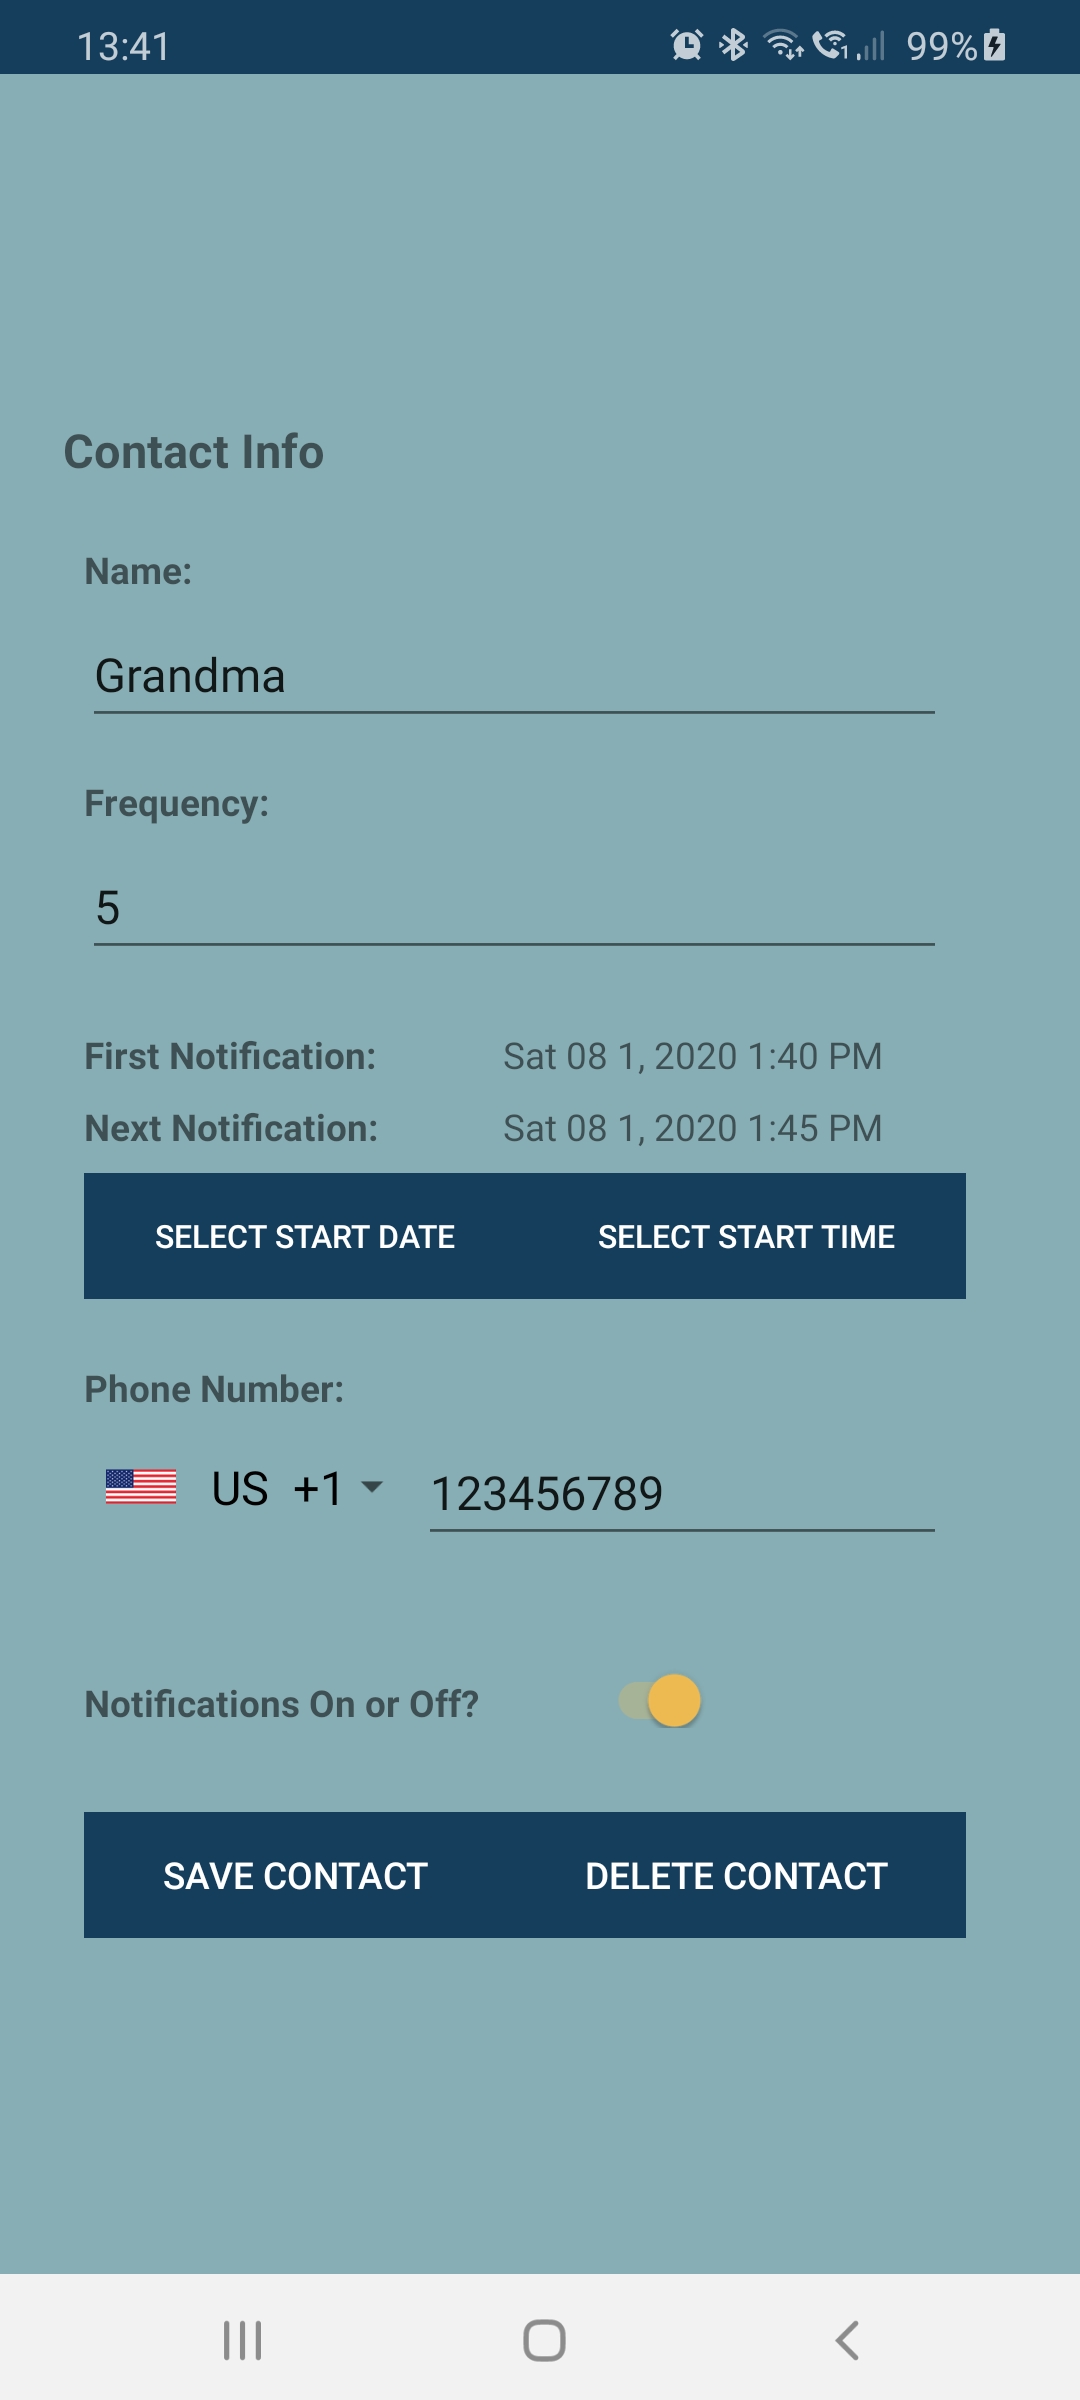 13:41 1 99%
Contact Info
Name:
Grandma
Frequency:
5
First Notification: Sat 08 1, 2020 1:40 PM
Next Notification: Sat 08 1, 2020 1:45 PM
SELECT START DATE SELECT START TIME
Phone Number:
US +1 123456789
Notifications On or Off?
SAVE CONTACT DELETE CONTACT